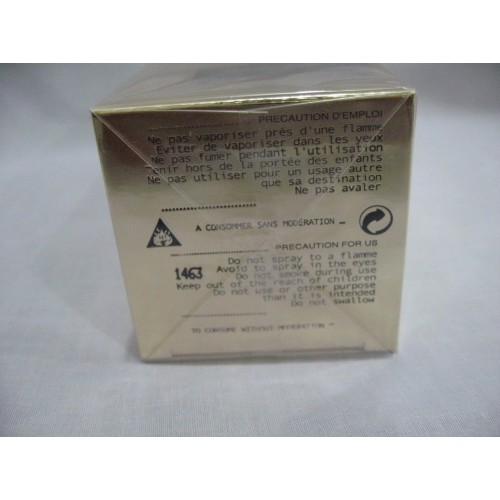 PRECAUTION D'EMPLOI
Ne pas vaporiser près d'une flamme
Eviter de vaporiser dans les yeux
Ne pas fumer pendant l'utilisation
Tenir hors de la portée des enfants
Ne pas utiliser pour un usage autre
que sa destination
Ne pas avaler
A CONSOMMER SANS MODERATION
PRECAUTION FOR US
Do not spray to a flamme
Avoid to spray in the eyes
1463
Do not smoke during use
Keep out of the reach of children
Do not use or other purpose
than it is intended
Do not swallow
TO CONSUME WITHOUT MODERATION